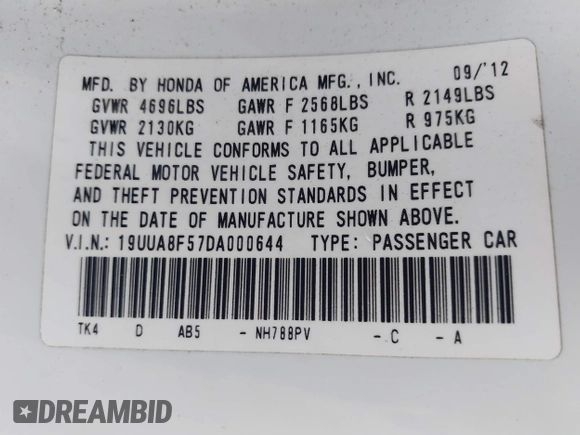 MFD. BY HONDA OF AMERICA MFG., INC. 09/'12
GVWR 4696LBS GAWR F 2568LBS R 2149LBS
GVWR 2130KG GAWR F 1165KG R 975KG
THIS VEHICLE CONFORMS TO ALL APPLICABLE
FEDERAL MOTOR VEHICLE SAFETY, BUMPER,
AND THEFT PREVENTION STANDARDS IN EFFECT
ON THE DATE OF MANUFACTURE SHOWN ABOVE.
V.I.N.: 19UUA8F57DA000644 TYPE: PASSENGER CAR
TK4 D AB5 - NH788PV - C - A
DREAMBID